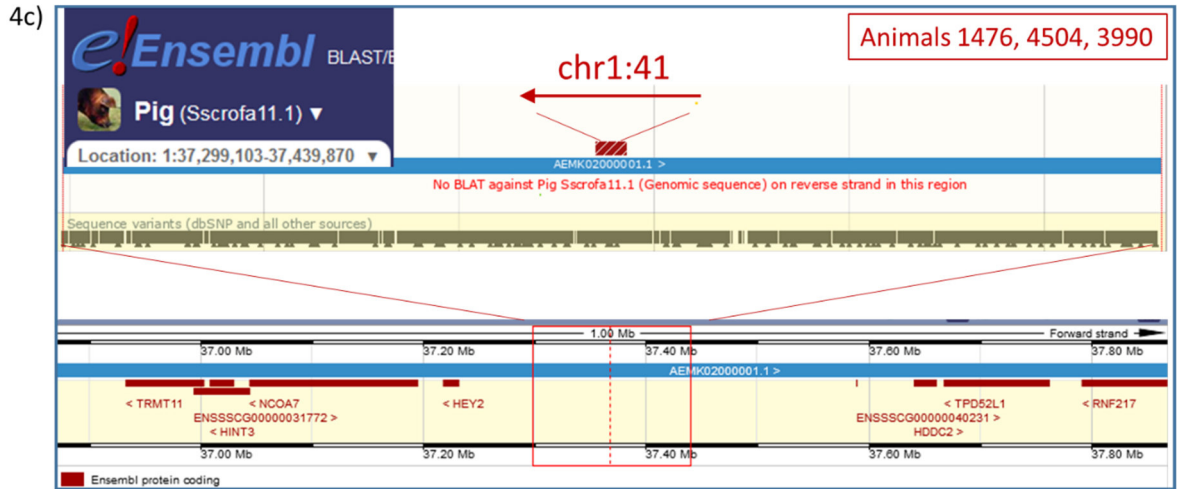 4c)
e!Ensembl BLAST/B
Animals 1476, 4504, 3990
Pig (Sscrofa11.1) ▼
chr1:41
Location: 1:37,299,103-37,439,870 ▼
AEMK02000001.1 >
No BLAT against Pig Sscrofa11.1 (Genomic sequence) on reverse strand in this region
Sequence variants (dbSNP and all other sources)
1.00 Mb Forward strand
37.00 Mb 37.20 Mb 37.40 Mb 37.60 Mb 37.80 Mb
AEMK02000001.1 >
< TRMT11 < NCOA7 < HEY2 < TPD52L1 < RNF217
ENSSSCG00000031772 > ENSSSCG00000040231 >
< HINT3 HDDC2 >
37.00 Mb 37.20 Mb 37.40 Mb 37.60 Mb 37.80 Mb
Ensembl protein coding